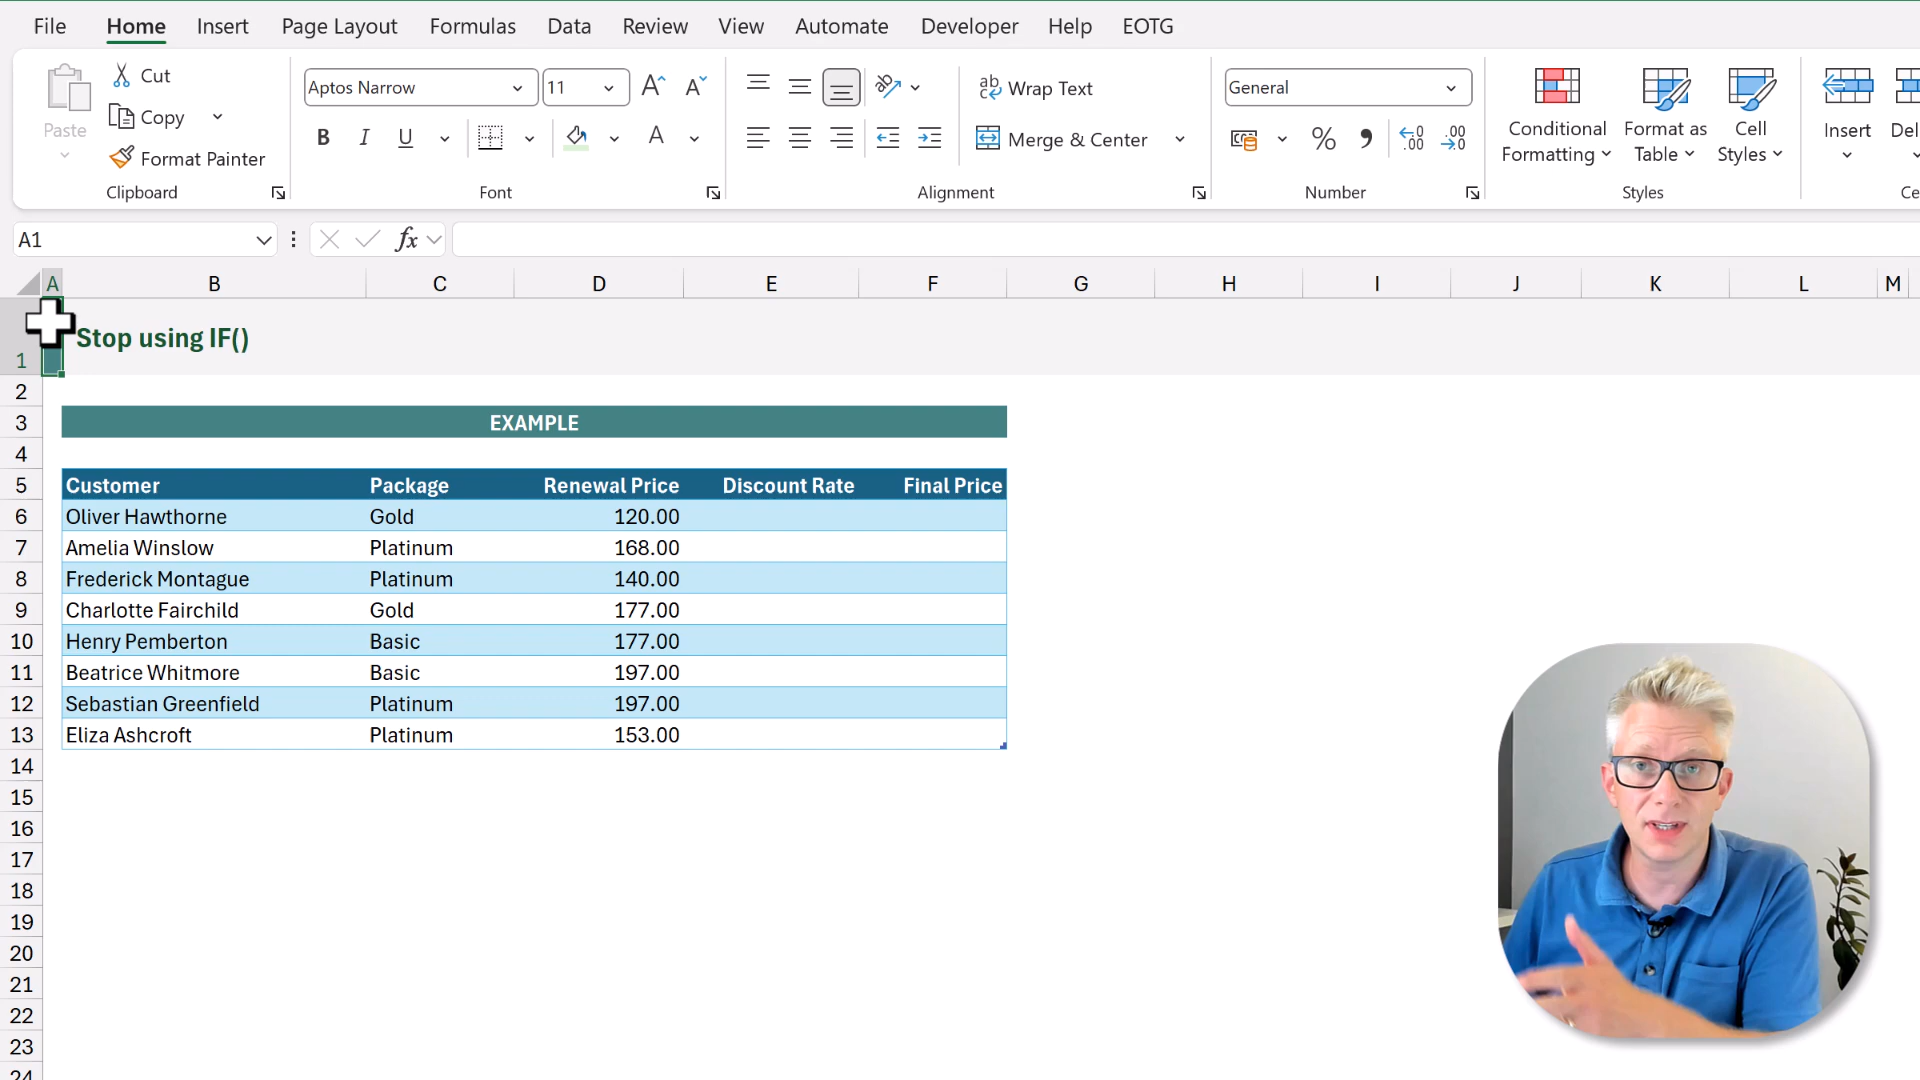 File Home Insert Page Layout Formulas Data Review View Automate Developer Help EOTG
Paste
Cut
Copy
Format Painter
Clipboard
Aptos Narrow 11
B I U
Font
Wrap Text
Merge & Center
Alignment
General
% 9
.00
Number
Conditional Formatting
Format as Table
Cell Styles
Styles
Insert
A1
fx
A B C D E F G H I J K L M
1 Stop using IF()
2
3 EXAMPLE
4
5 Customer Package Renewal Price Discount Rate Final Price
6 Oliver Hawthorne Gold 120.00
7 Amelia Winslow Platinum 168.00
8 Frederick Montague Platinum 140.00
9 Charlotte Fairchild Gold 177.00
10 Henry Pemberton Basic 177.00
11 Beatrice Whitmore Basic 197.00
12 Sebastian Greenfield Platinum 197.00
13 Eliza Ashcroft Platinum 153.00
14
15
16
17
18
19
20
21
22
23
24